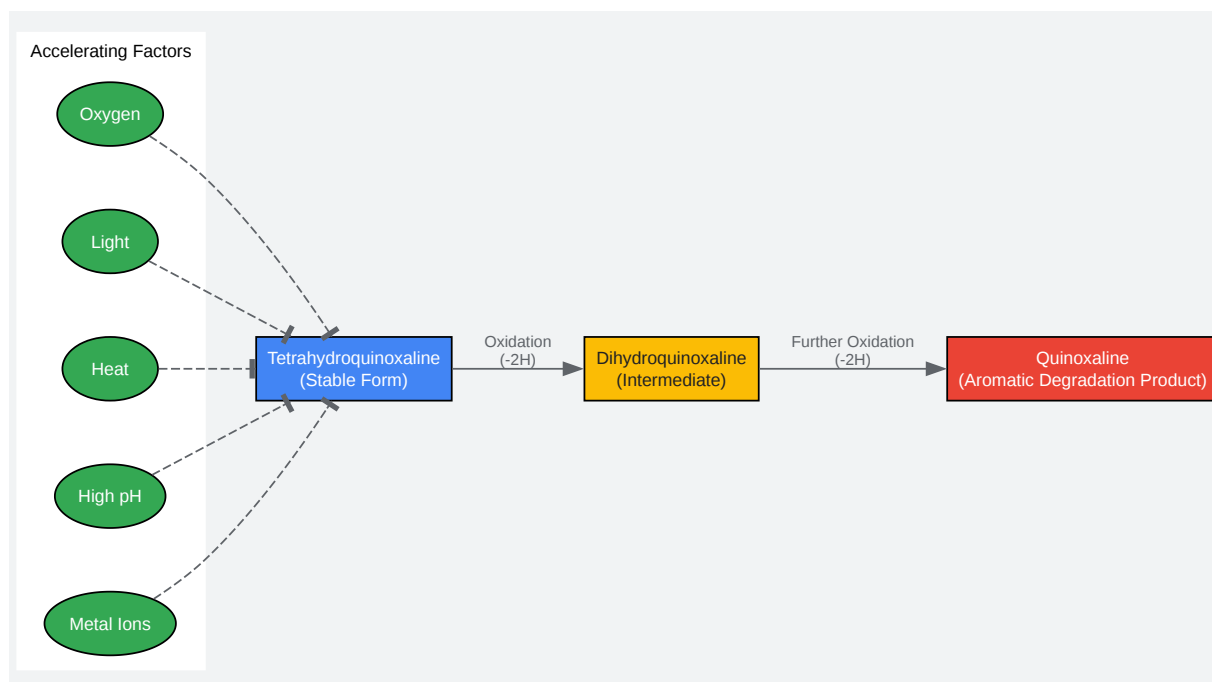 Accelerating Factors
Oxygen
Light
Heat
High pH
Metal Ions
Tetrahydroquinoxaline
(Stable Form)
Oxidation
(-2H)
Dihydroquinoxaline
(Intermediate)
Further Oxidation
(-2H)
Quinoxaline
(Aromatic Degradation Product)